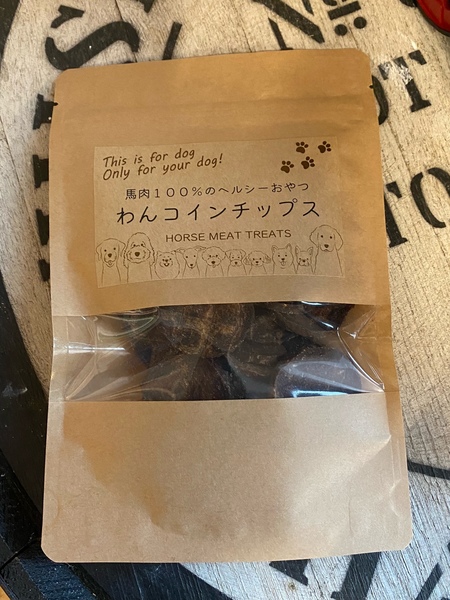 This is for dog
Only for your dog!
馬肉１００％のヘルシーおやつ
わんコインチップス
HORSE MEAT TREATS